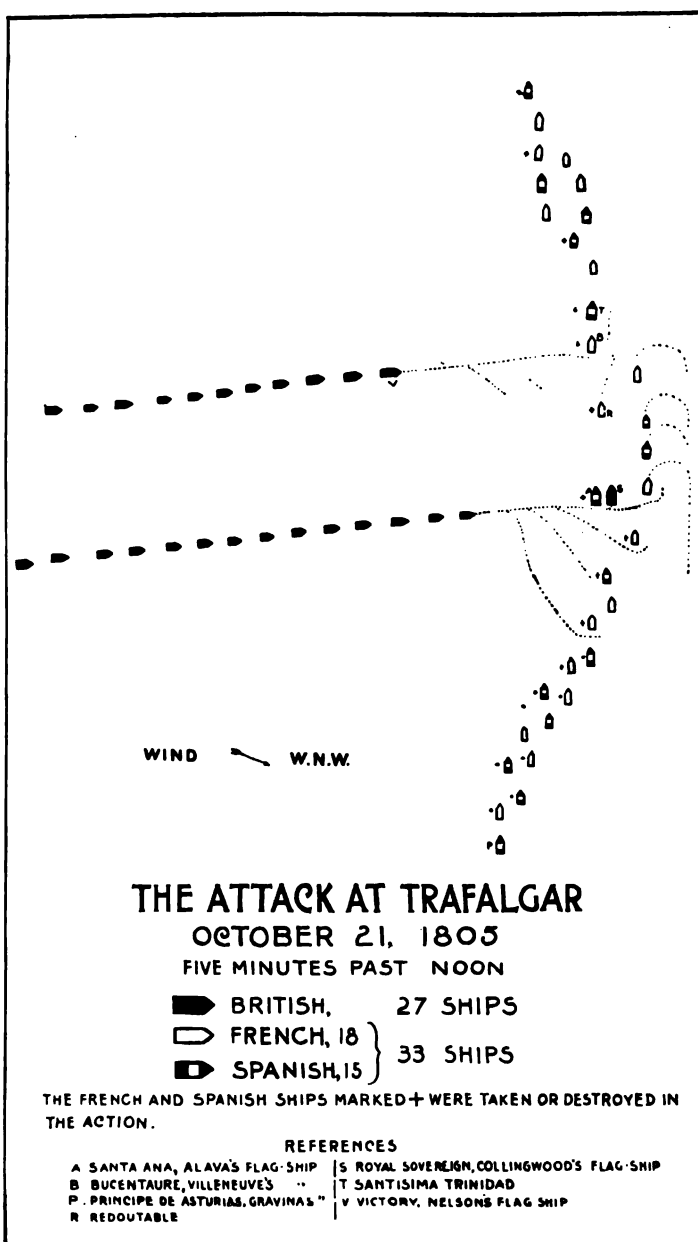 T
B
R
V
A S
WIND W.N.W.
P
THE ATTACK AT TRAFALGAR
OCTOBER 21, 1805
FIVE MINUTES PAST NOON
BRITISH, 27 SHIPS
FRENCH, 18
33 SHIPS
SPANISH, 15
THE FRENCH AND SPANISH SHIPS MARKED + WERE TAKEN OR DESTROYED IN
THE ACTION.
REFERENCES
A SANTA ANA, ALAVA'S FLAG-SHIP
B BUCENTAURE, VILLENEUVE'S "
P. PRINCIPE DE ASTURIAS, GRAVINAS "
R REDOUTABLE
S ROYAL SOVEREIGN, COLLINGWOOD'S FLAG-SHIP
T SANTISIMA TRINIDAD
V VICTORY, NELSON'S FLAG SHIP